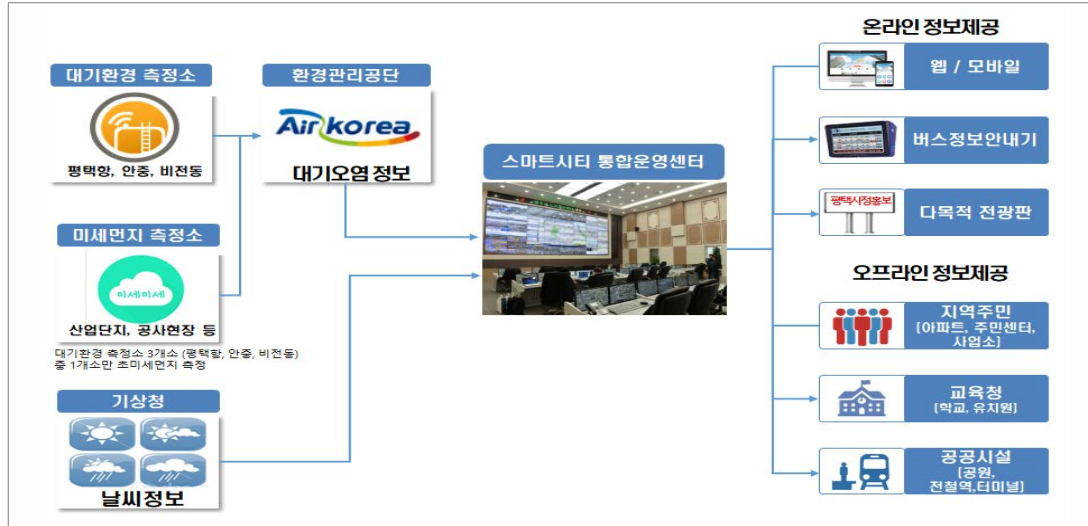 대기환경 측정소
평택항, 안중, 비전동
미세먼지 측정소
미세미세
산업단지, 공사현장 등
대기환경 측정소 3개소 (평택항, 안중, 비전동)
중 1개소만 초미세먼지 측정
기상청
날씨정보
환경관리공단
Air korea
대기오염 정보
스마트시티 통합운영센터
온라인 정보제공
웹 / 모바일
버스정보안내기
평택시정홍보
다목적 전광판
오프라인 정보제공
지역주민
[아파트, 주민센터,
사업소]
교육청
[학교, 유치원]
공공시설
[공원,
전철역,터미널]